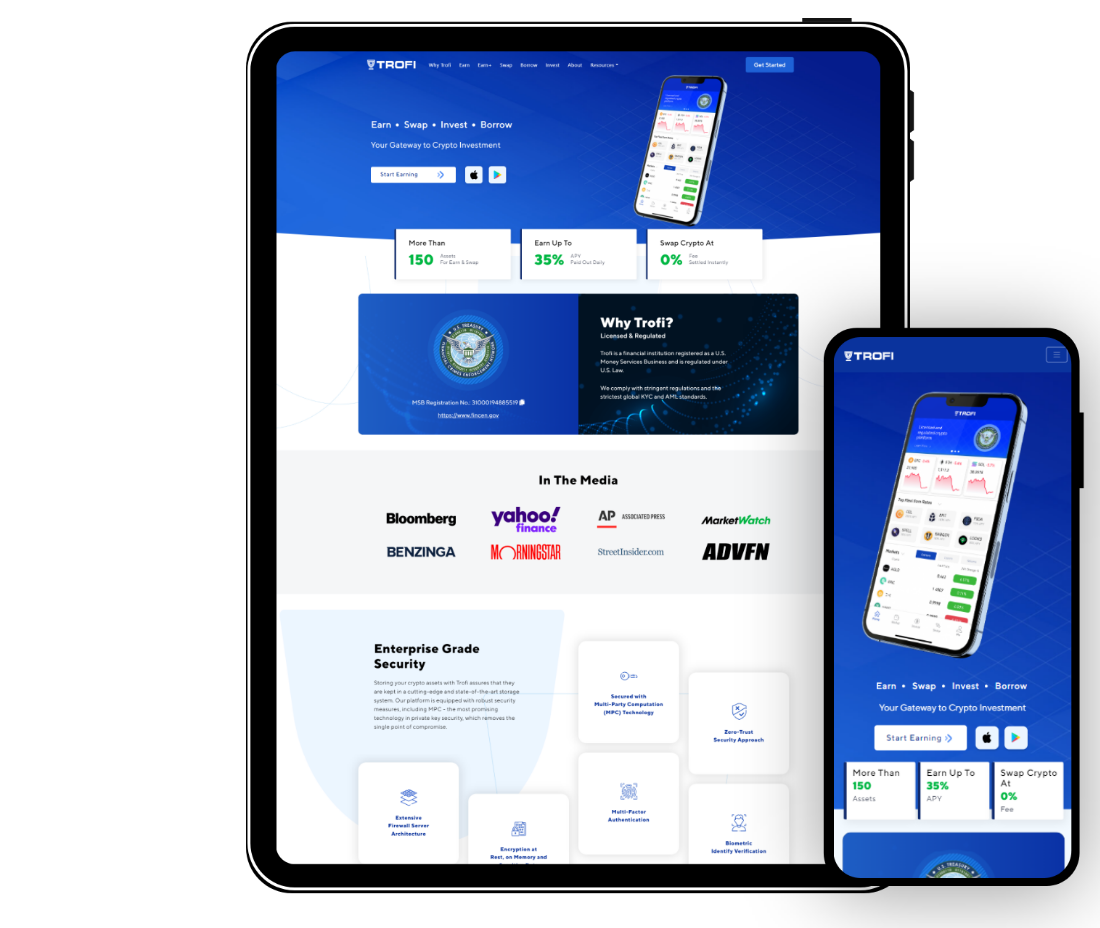 TROFI
Why Trofi Earn Earn+ Swap Borrow Invest About Resources
Get Started
Earn • Swap • Invest • Borrow
Your Gateway to Crypto Investment
Start Earning
More Than
150 Assets
For Earn & Swap
Earn Up To
35% APY
Paid Out Daily
Swap Crypto At
0% Fee
Settled Instantly
U.S. TREASURY
FINANCIAL CRIMES ENFORCEMENT NETWORK
MSB Registration No.: 31000194885519
https://www.fincen.gov
Why Trofi?
Licensed & Regulated
Trofi is a financial institution registered as a U.S.
Money Services Business and is regulated under
U.S. Law.
We comply with stringent regulations and the
strictest global KYC and AML standards.
In The Media
Bloomberg
yahoo!
finance
AP ASSOCIATED PRESS
MarketWatch
BENZINGA
MORNINGSTAR
StreetInsider.com
ADVFN
Enterprise Grade
Security
Storing your crypto assets with Trofi assures that they
are kept in a cutting-edge and state-of-the-art storage
system. Our platform is equipped with robust security
measures, including MPC - the most promising
technology in private key security, which removes the
single point of compromise.
Secured with
Multi-Party Computation
(MPC) Technology
Zero-Trust
Security Approach
Extensive
Firewall Server
Architecture
Encryption at
Rest, on Memory and
Multi-Factor
Authentication
Biometric
Identify Verification
TROFI
TROFI
Markets
Earn • Swap • Invest • Borrow
Your Gateway to Crypto Investment
Start Earning
More Than
150
Assets
Earn Up To
35%
APY
Swap Crypto
At
0%
Fee
U.S. TREASURY